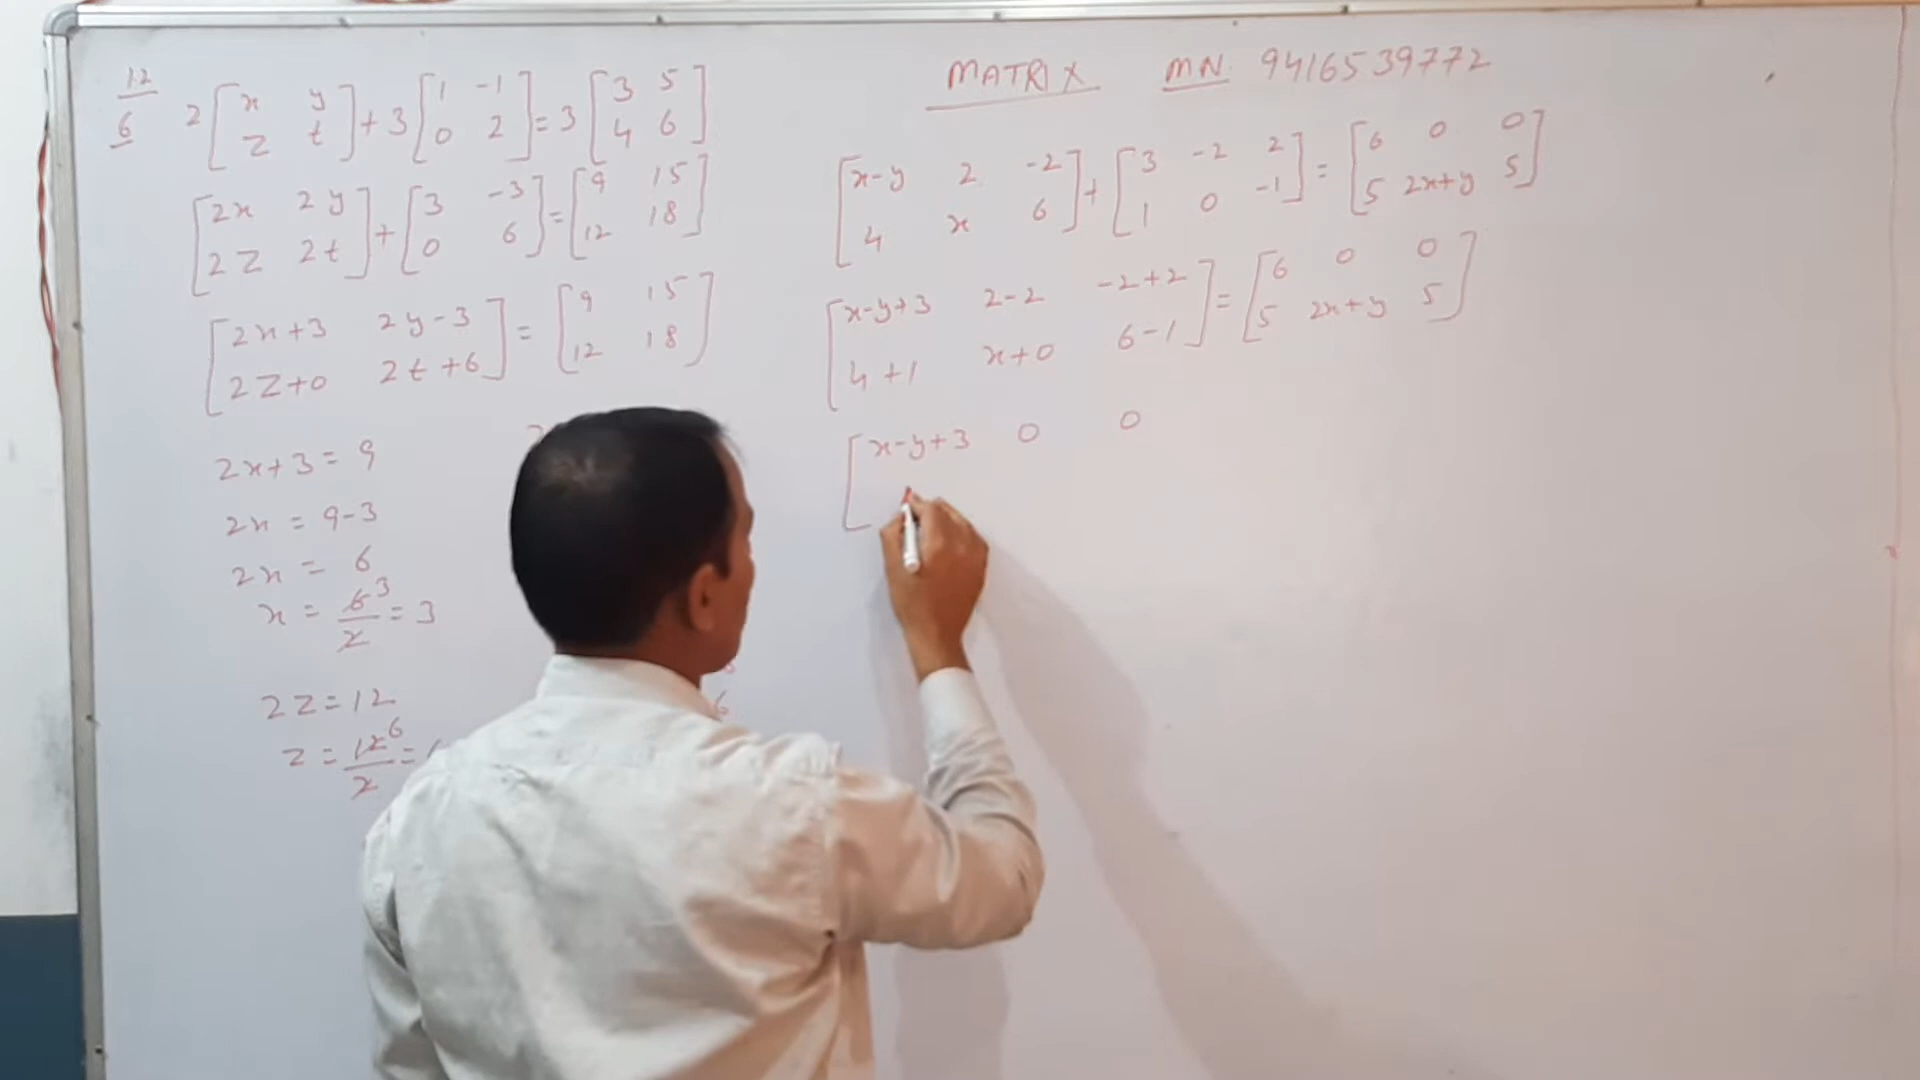 12
6
2[x y] + 3[1 -1] = 3[3 5]
[z t] [0 2] [4 6]
[2x 2y] + [3 -3] = [9 15]
[2z 2t] [0 6] [12 18]
[2x+3 2y-3] = [9 15]
[2z+0 2t+6] [12 18]
2x+3 = 9
2x = 9-3
2x = 6
x = 6/2 3 = 3
2z = 12
z = 12/2 6 =
6
MATRIX MN 9416539772
[x-y 2 -2] + [3 -2 2] = [6 0 0]
[4 x 6] [1 0 -1] [5 2x+y 5]
[x-y+3 2-2 -2+2] = [6 0 0]
[4+1 x+0 6-1] [5 2x+y 5]
[x-y+3 0 0